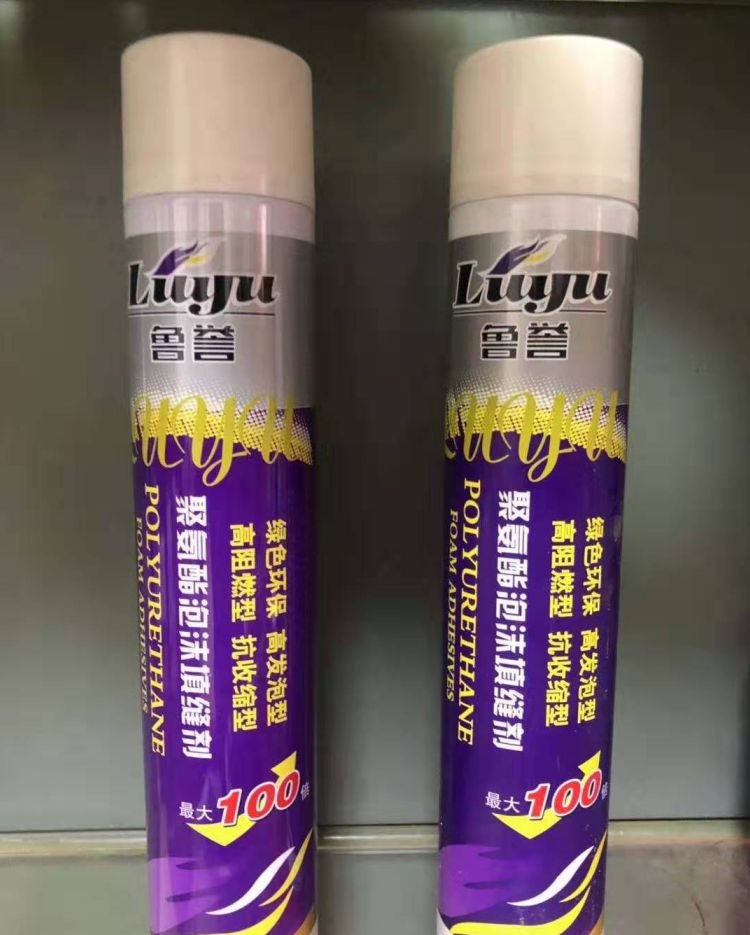 Luyu
鲁誉
聚氨酯泡沫填缝剂
POLYURETHANE
FOAM ADHESIVES
绿色环保 高发泡型
高阻燃型 抗收缩型
最大100倍
Luyu
鲁誉
聚氨酯泡沫填缝剂
POLYURETHANE
FOAM ADHESIVES
绿色环保 高发泡型
高阻燃型 抗收缩型
最大100倍